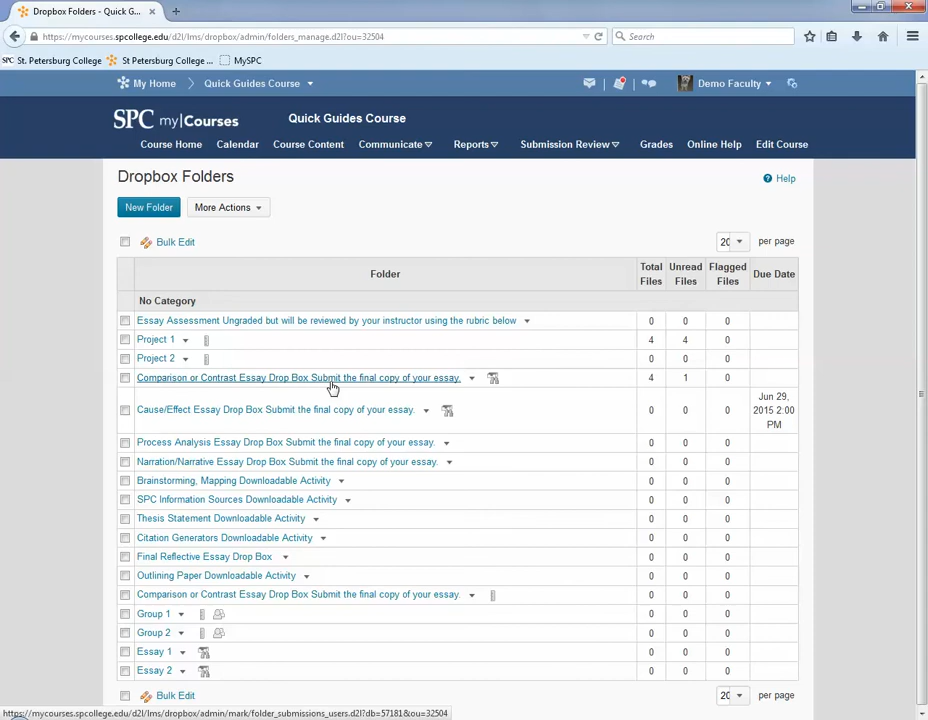 Dropbox Folders - Quick G...
https://mycourses.spcollege.edu/d2l/lms/dropbox/admin/folders_manage.d2l?ou=32504
Search
St. Petersburg College
St Petersburg College ...
MySPC
My Home
Quick Guides Course
Demo Faculty
SPC my|Courses
Quick Guides Course
Course Home Calendar Course Content Communicate Reports Submission Review Grades Online Help Edit Course
Dropbox Folders
Help
New Folder More Actions
Bulk Edit
20 per page
Folder Total Files Unread Files Flagged Files Due Date
No Category
Essay Assessment Ungraded but will be reviewed by your instructor using the rubric below 0 0 0
Project 1 4 4 0
Project 2 0 0 0
Comparison or Contrast Essay Drop Box Submit the final copy of your essay. 4 1 0
Cause/Effect Essay Drop Box Submit the final copy of your essay. 0 0 0 Jun 29, 2015 2:00 PM
Process Analysis Essay Drop Box Submit the final copy of your essay. 0 0 0
Narration/Narrative Essay Drop Box Submit the final copy of your essay. 0 0 0
Brainstorming, Mapping Downloadable Activity 0 0 0
SPC Information Sources Downloadable Activity 0 0 0
Thesis Statement Downloadable Activity 0 0 0
Citation Generators Downloadable Activity 0 0 0
Final Reflective Essay Drop Box 0 0 0
Outlining Paper Downloadable Activity 0 0 0
Comparison or Contrast Essay Drop Box Submit the final copy of your essay. 0 0 0
Group 1 0 0 0
Group 2 0 0 0
Essay 1 0 0 0
Essay 2 0 0 0
Bulk Edit
20 per page
https://mycourses.spcollege.edu/d2l/lms/dropbox/admin/mark/folder_submissions_users.d2l?db=57181&ou=32504